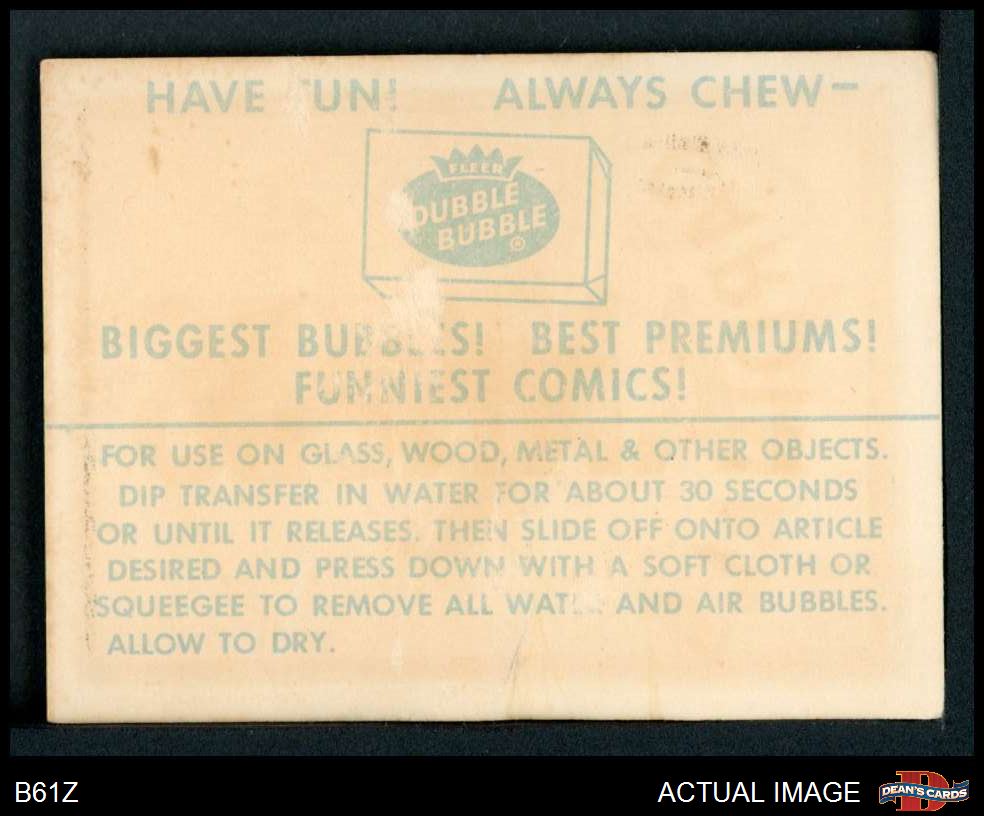 HAVE FUN! ALWAYS CHEW-
FLEER
DUBBLE
BUBBLE
®
BIGGEST BUBBLES! BEST PREMIUMS!
FUNNIEST COMICS!
FOR USE ON GLASS, WOOD, METAL & OTHER OBJECTS.
DIP TRANSFER IN WATER FOR ABOUT 30 SECONDS
OR UNTIL IT RELEASES. THEN SLIDE OFF ONTO ARTICLE
DESIRED AND PRESS DOWN WITH A SOFT CLOTH OR
SQUEEGEE TO REMOVE ALL WATER AND AIR BUBBLES.
ALLOW TO DRY.
B61Z ACTUAL IMAGE DEAN'S CARDS